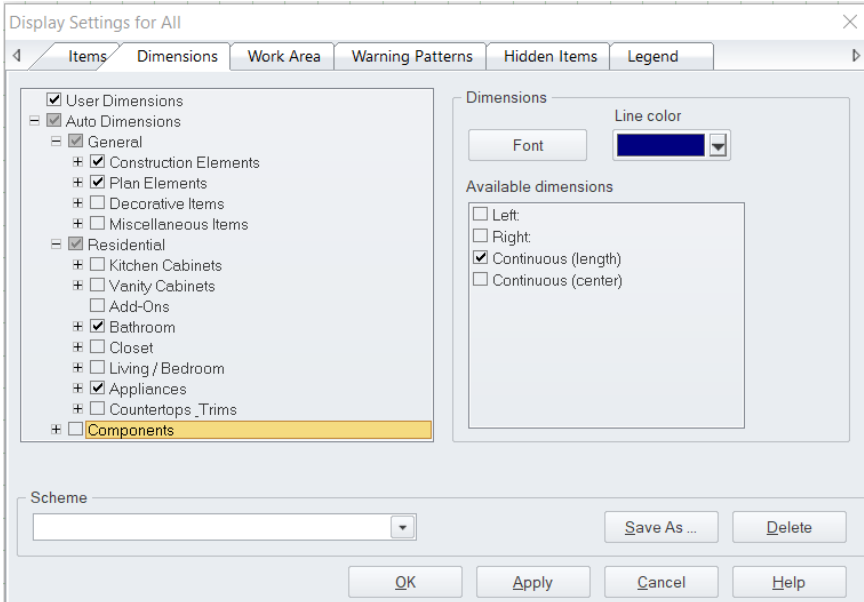 Display Settings for All
Items Dimensions Work Area Warning Patterns Hidden Items Legend
User Dimensions
Auto Dimensions
General
Construction Elements
Plan Elements
Decorative Items
Miscellaneous Items
Residential
Kitchen Cabinets
Vanity Cabinets
Add-Ons
Bathroom
Closet
Living / Bedroom
Appliances
Countertops _Trims
Components
Dimensions
Line color
Font
Available dimensions
Left:
Right:
Continuous (length)
Continuous (center)
Scheme
Save As ...
Delete
OK
Apply
Cancel
Help